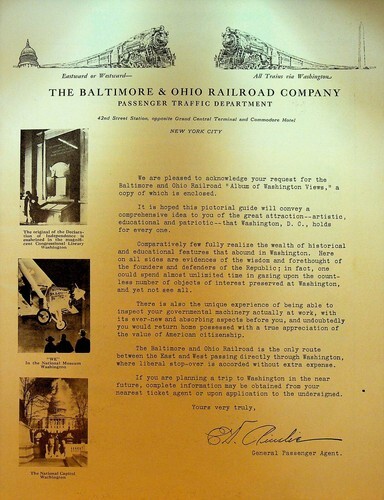 Eastward or Westward—
All Trains via Washington
THE BALTIMORE & OHIO RAILROAD COMPANY
PASSENGER TRAFFIC DEPARTMENT
42nd Street Station, opposite Grand Central Terminal and Commodore Hotel
NEW YORK CITY
We are pleased to acknowledge your request for the
Baltimore and Ohio Railroad "Album of Washington Views," a
copy of which is enclosed.
It is hoped this pictorial guide will convey a
comprehensive idea to you of the great attraction--artistic,
educational and patriotic--that Washington, D. C., holds
for every one.
Comparatively few fully realize the wealth of historical
and educational features that abound in Washington. Here
on all sides are evidences of the wisdom and forethought of
the founders and defenders of the Republic; in fact, one
could spend almost unlimited time in gazing upon the count-
less number of objects of interest preserved at Washington,
and yet not see all.
There is also the unique experience of being able to
inspect your governmental machinery actually at work, with
its ever-new and absorbing aspects before you, and undoubtedly
you would return home possessed with a true appreciation of
the value of American citizenship.
The Baltimore and Ohio Railroad is the only route
between the East and West passing directly through Washington,
where liberal stop-over is accorded without extra expense.
If you are planning a trip to Washington in the near
future, complete information may be obtained from your
nearest ticket agent or upon application to the undersigned.
Yours very truly,
General Passenger Agent.
The original of the Declara-
tion of Independence is
enshrined in the magnifi-
cent Congressional Library
Washington
"WE"
In the National Museum
Washington
The National Capitol
Washington